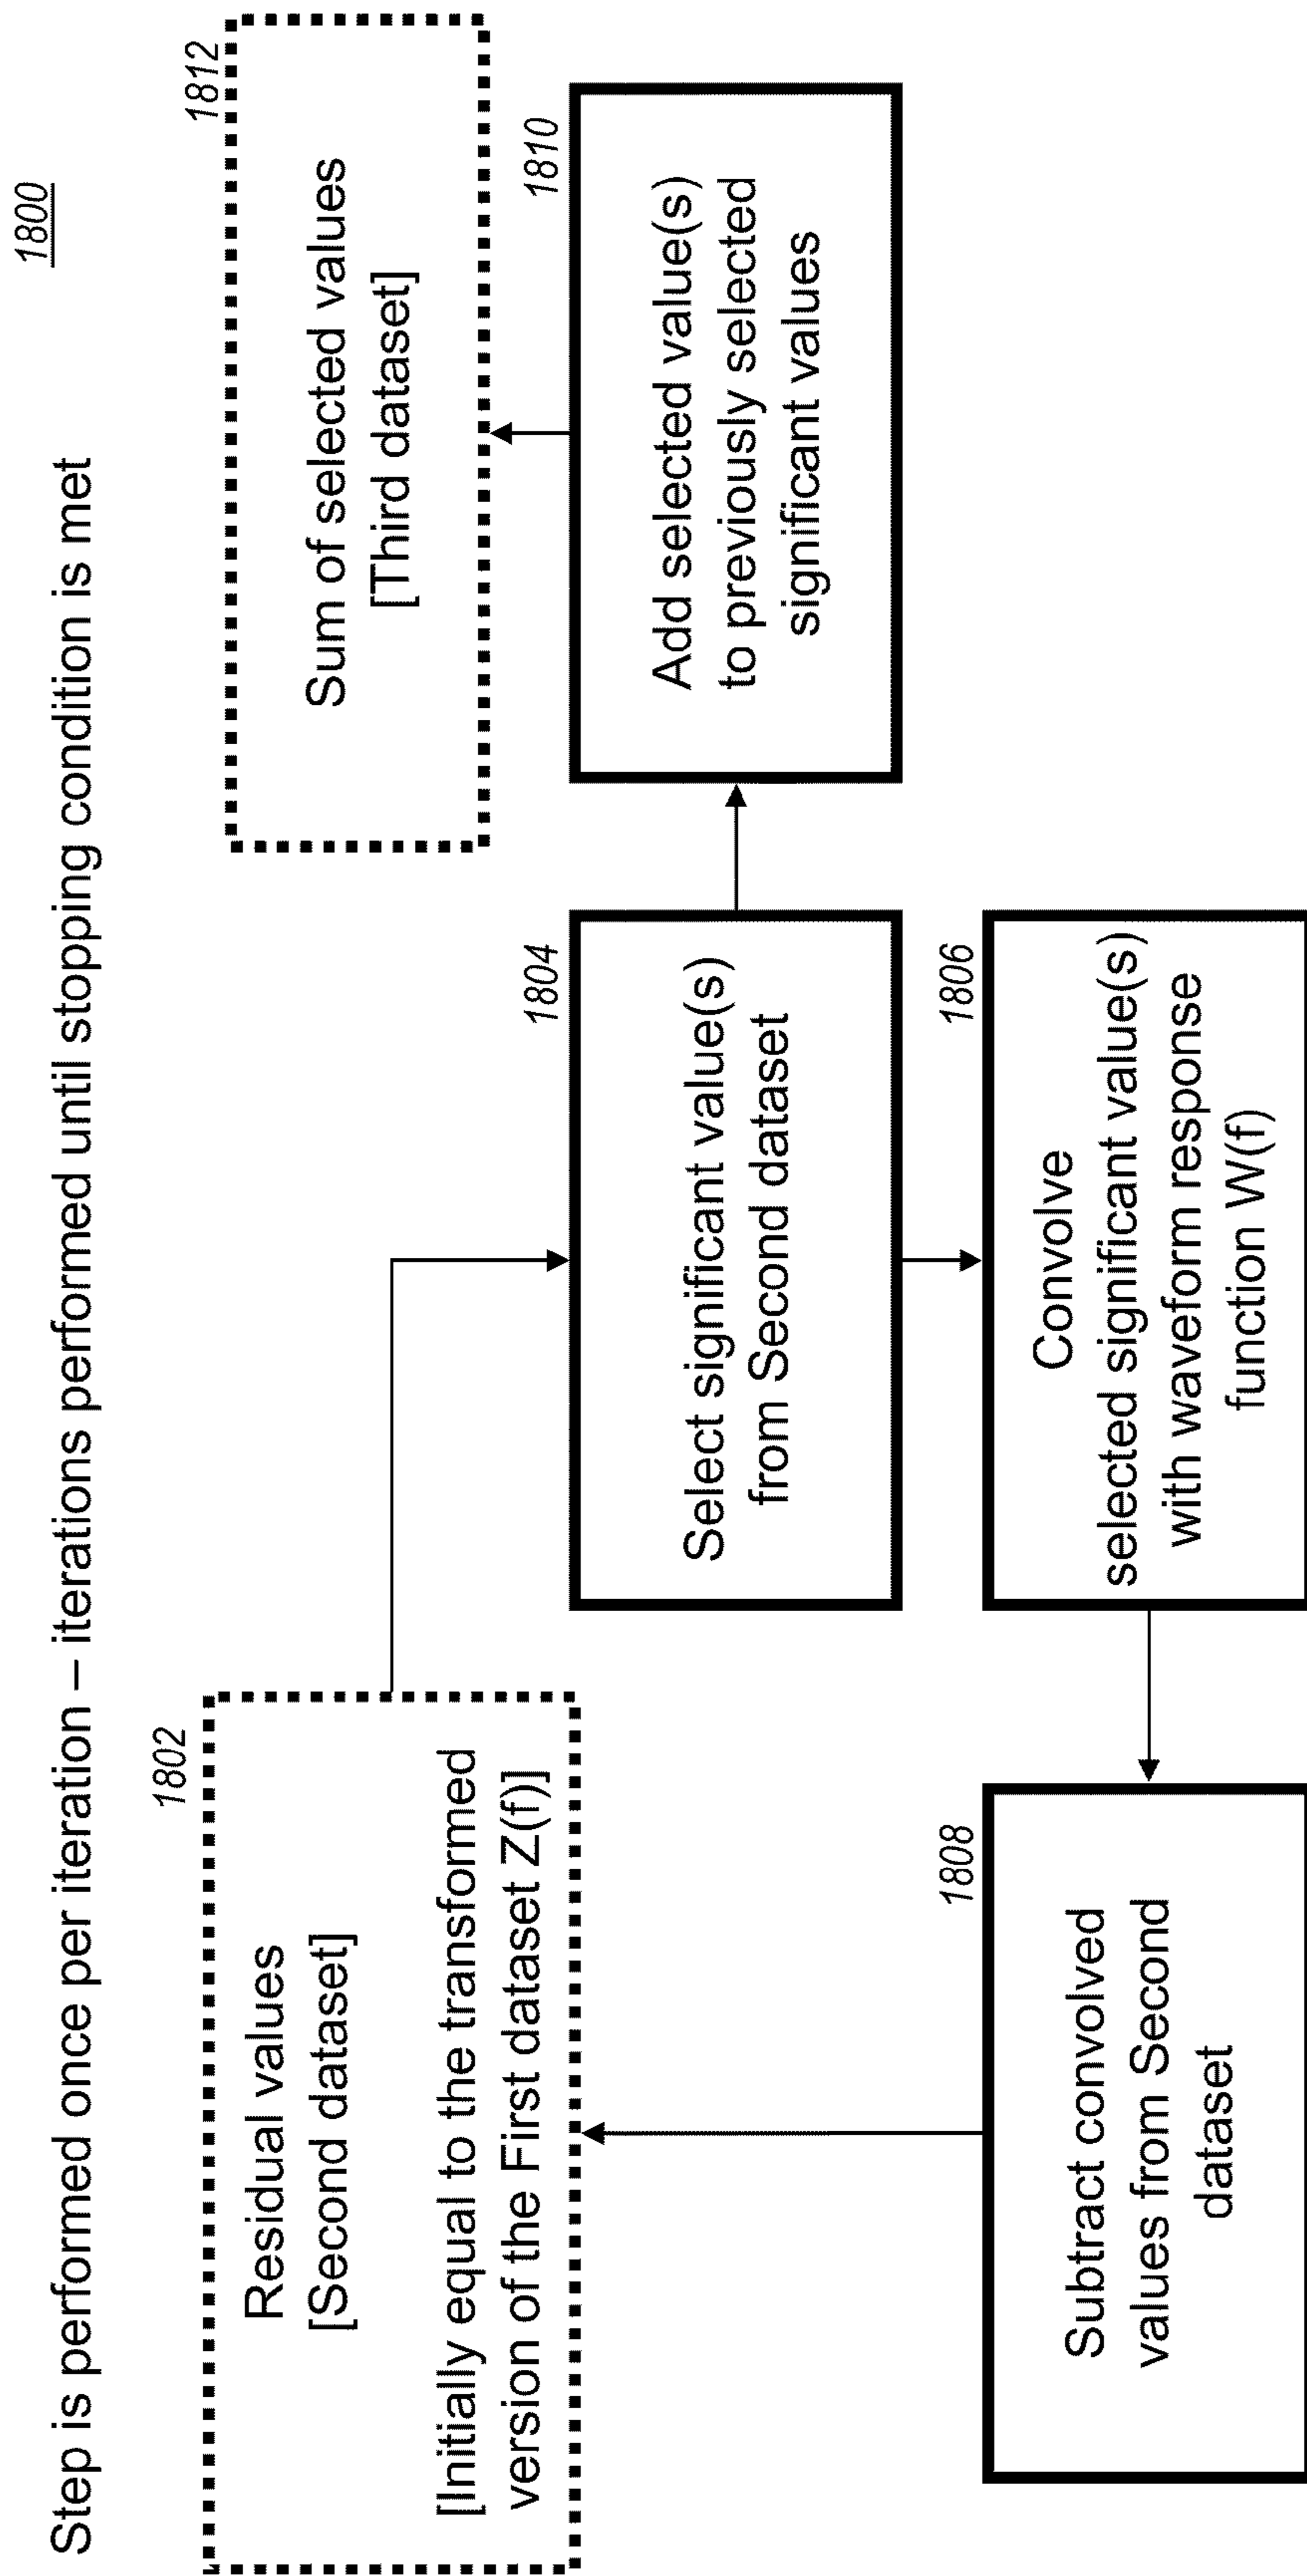 1800
Step is performed once per iteration – iterations performed until stopping condition is met
1802
Residual values
[Second dataset]
[Initially equal to the transformed
version of the First dataset Z(f)]
1804
Select significant value(s)
from Second dataset
1806
Convolve
selected significant value(s)
with waveform response
function W(f)
1808
Subtract convolved
values from Second
dataset
1810
Add selected value(s)
to previously selected
significant values
1812
Sum of selected values
[Third dataset]